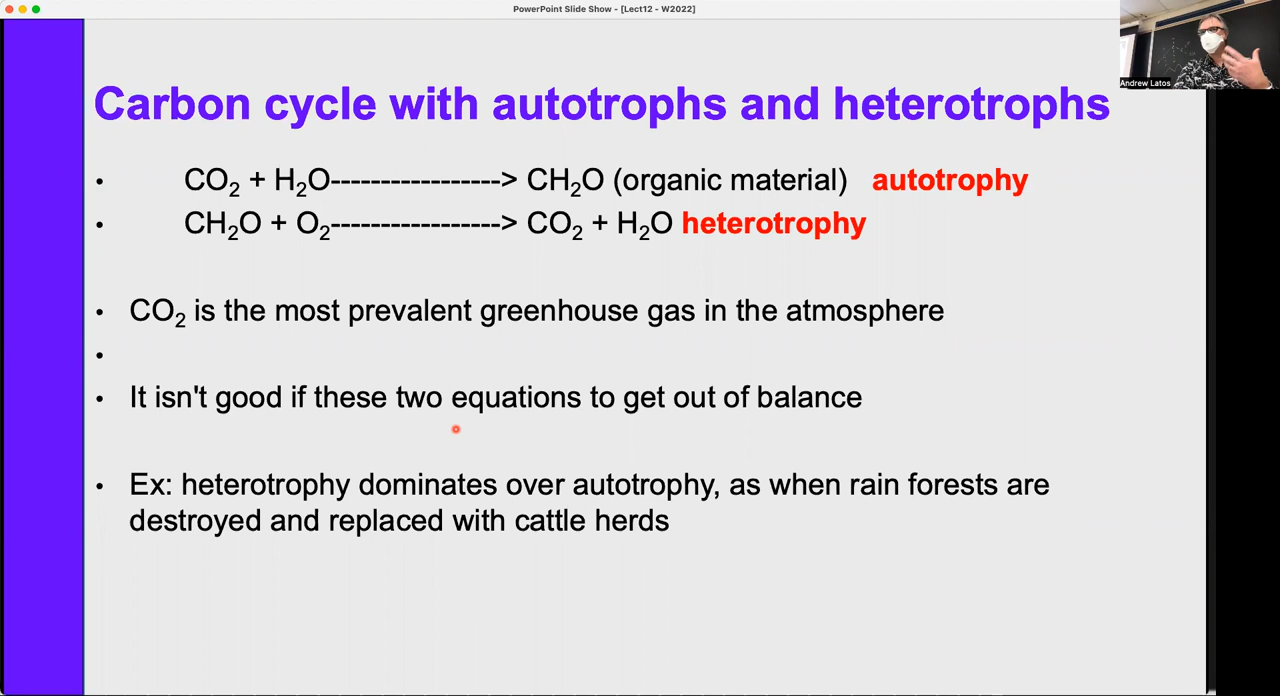 PowerPoint Slide Show - [Lect12 - W2022]
Andrew Latos
Carbon cycle with autotrophs and heterotrophs
• CO₂ + H₂O-----------------> CH₂O (organic material) autotrophy
• CH₂O + O₂-----------------> CO₂ + H₂O heterotrophy
• CO₂ is the most prevalent greenhouse gas in the atmosphere
•
• It isn't good if these two equations to get out of balance
• Ex: heterotrophy dominates over autotrophy, as when rain forests are
destroyed and replaced with cattle herds